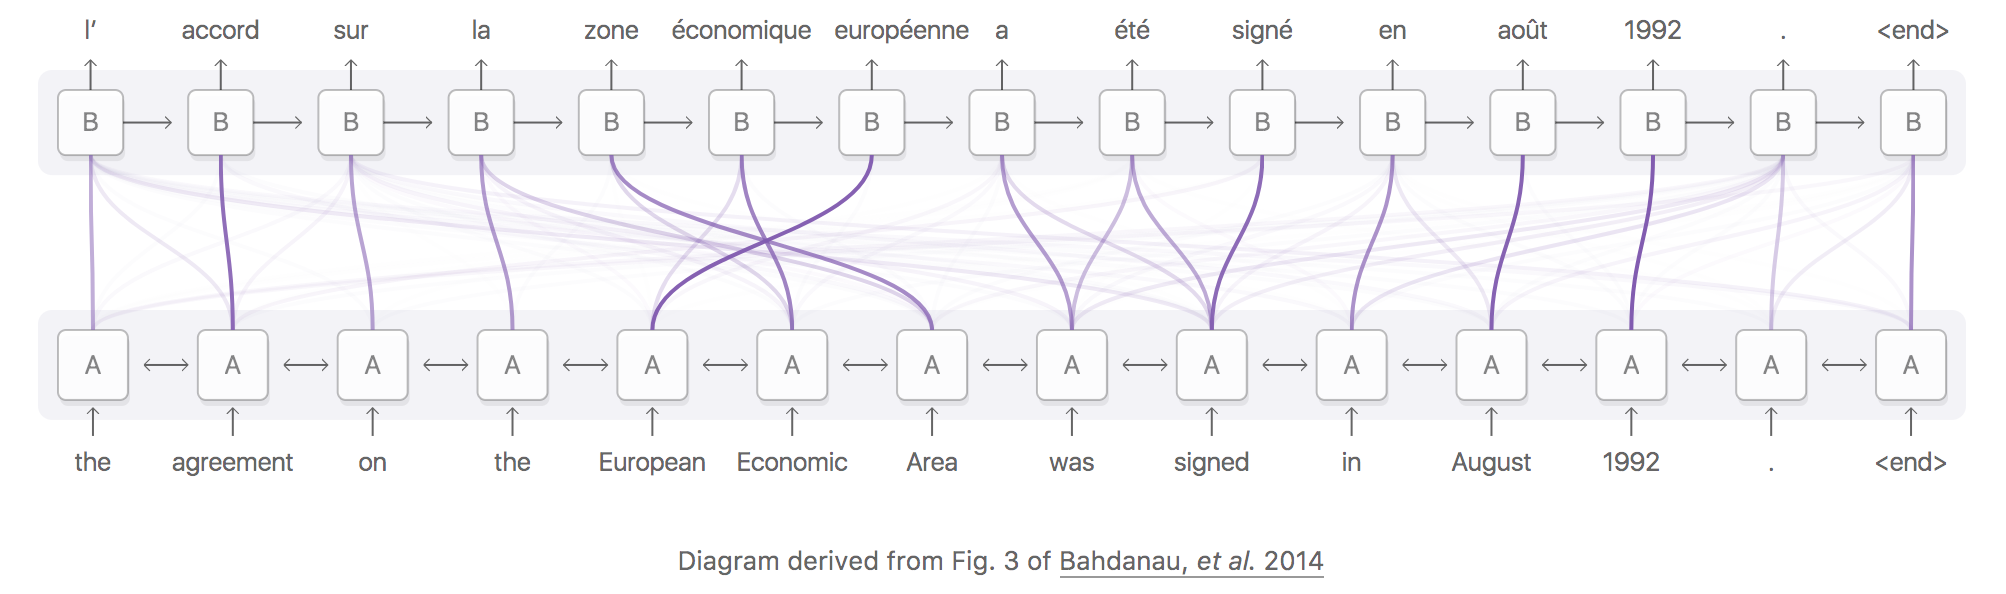 l’ accord sur la zone économique européenne a été signé en août 1992 . <end>
B B B B B B B B B B B B B B B
A A A A A A A A A A A A A A
the agreement on the European Economic Area was signed in August 1992 . <end>
Diagram derived from Fig. 3 of Bahdanau, et al. 2014